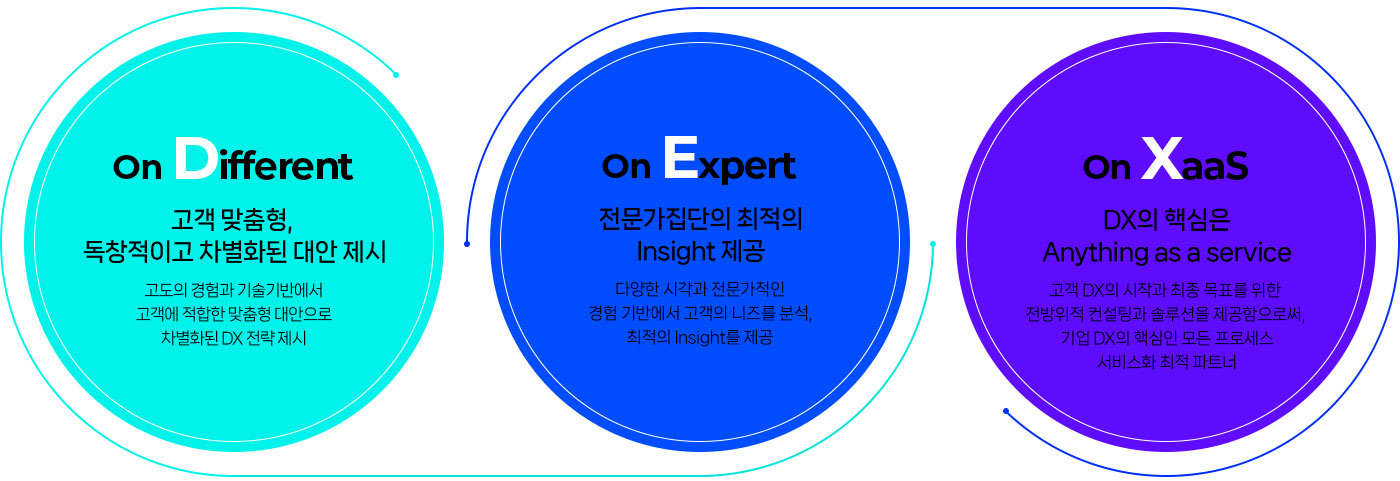 On Different
고객 맞춤형,
독창적이고 차별화된 대안 제시
고도의 경험과 기술기반에서
고객에 적합한 맞춤형 대안으로
차별화된 DX 전략 제시
On Expert
전문가집단의 최적의
Insight 제공
다양한 시각과 전문가적인
경험 기반에서 고객의 니즈를 분석,
최적의 Insight를 제공
On XaaS
DX의 핵심은
Anything as a service
고객 DX의 시작과 최종 목표를 위한
전방위적 컨설팅과 솔루션을 제공함으로써,
기업 DX의 핵심인 모든 프로세스
서비스화 최적 파트너